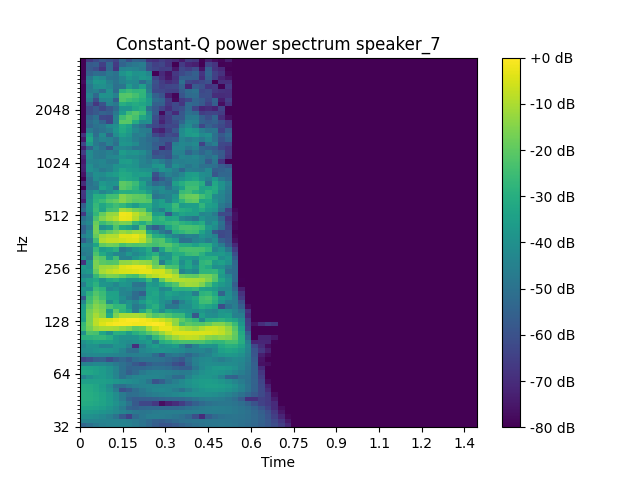 Constant-Q power spectrum speaker_7
+0 dB
-10 dB
-20 dB
-30 dB
-40 dB
-50 dB
-60 dB
-70 dB
-80 dB
Hz
2048
1024
512
256
128
64
32
0 0.15 0.3 0.45 0.6 0.75 0.9 1.1 1.2 1.4
Time